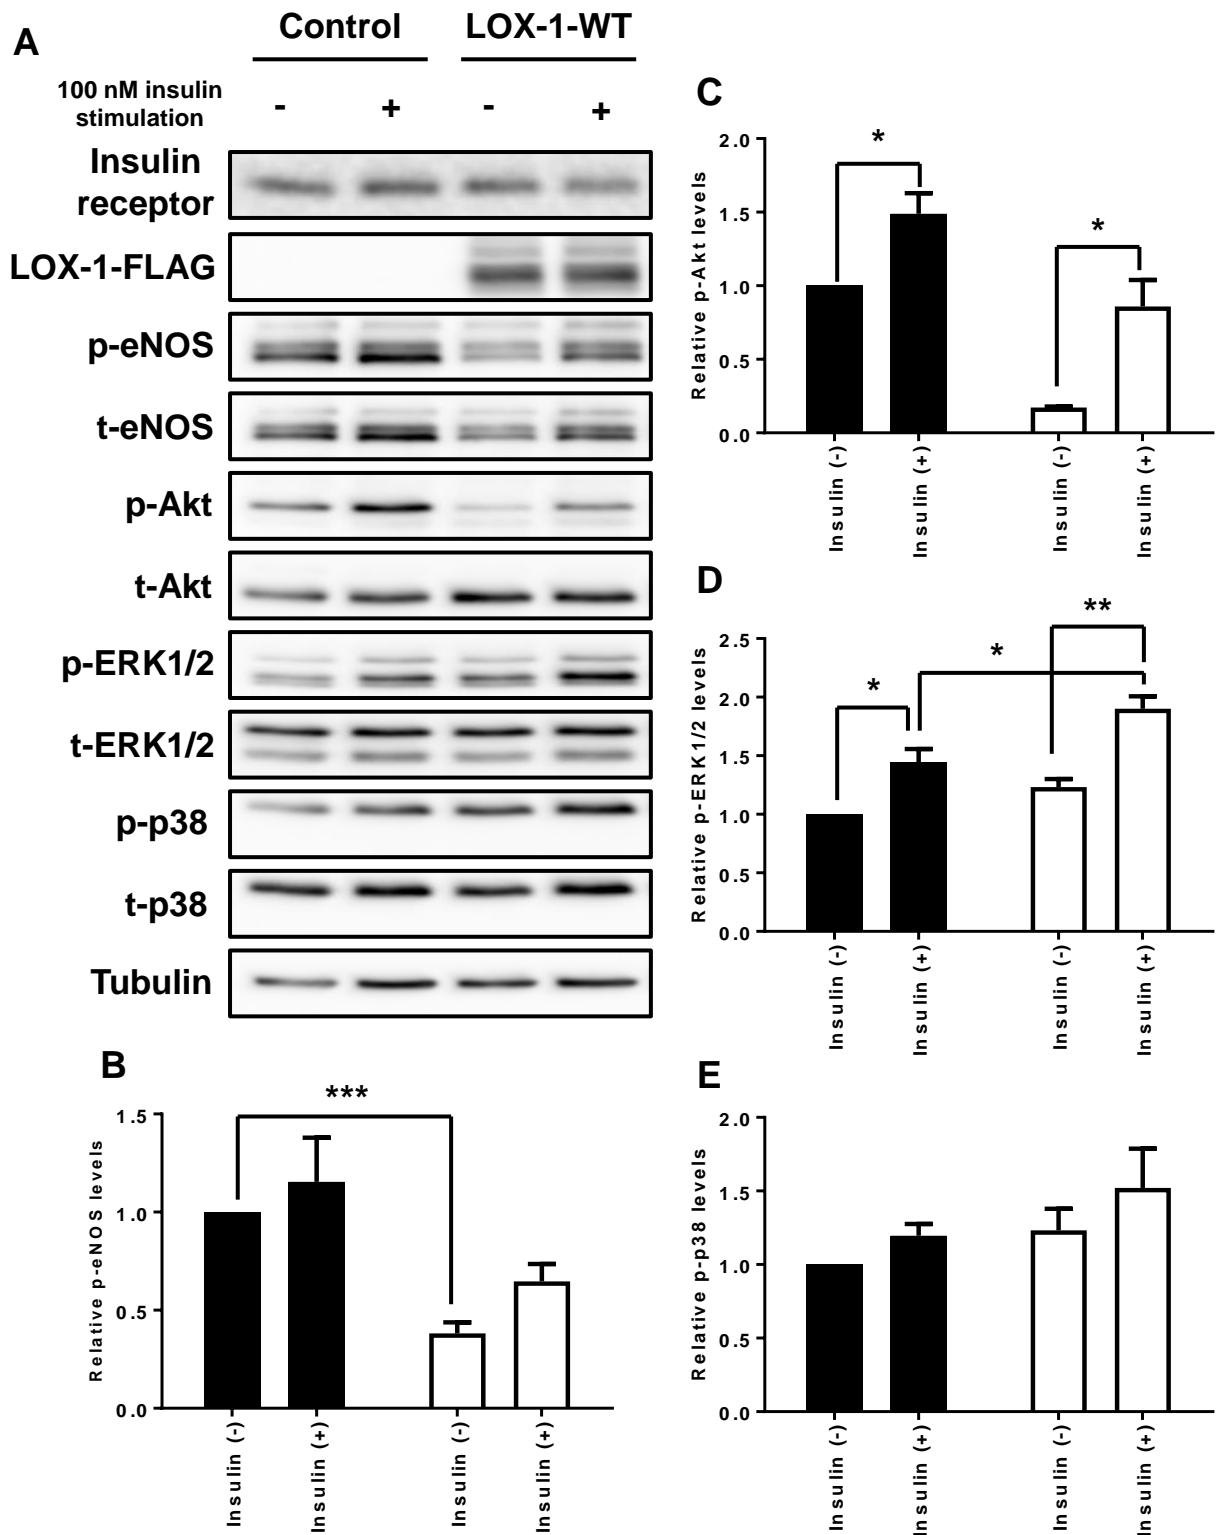 A
Control
LOX-1-WT
100 nM insulin
stimulation
-
+
-
+
Insulin
receptor
LOX-1-FLAG
p-eNOS
t-eNOS
p-Akt
t-Akt
p-ERK1/2
t-ERK1/2
p-p38
t-p38
Tubulin
B
***
Relative p-eNOS levels
1.5
1.0
0.5
0.0
Insulin (-)
Insulin (+)
Insulin (-)
Insulin (+)
C
*
*
Relative p-Akt levels
2.0
1.5
1.0
0.5
0.0
Insulin (-)
Insulin (+)
Insulin (-)
Insulin (+)
D
**
*
*
Relative p-ERK1/2 levels
2.5
2.0
1.5
1.0
0.5
0.0
Insulin (-)
Insulin (+)
Insulin (-)
Insulin (+)
E
Relative p-p38 levels
2.0
1.5
1.0
0.5
0.0
Insulin (-)
Insulin (+)
Insulin (-)
Insulin (+)